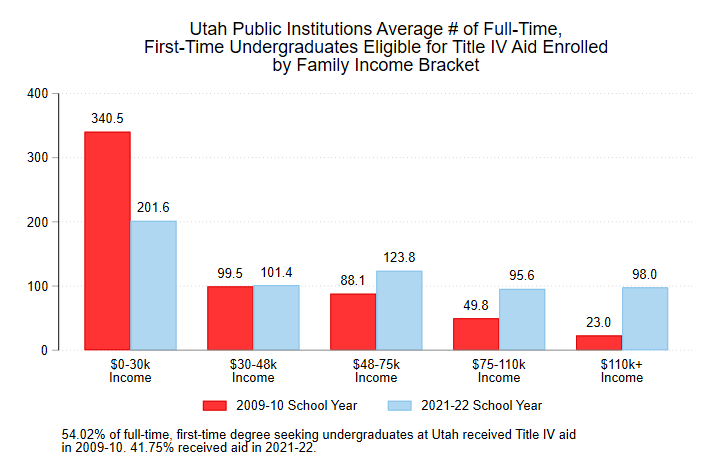 Utah Public Institutions Average # of Full-Time,
First-Time Undergraduates Eligible for Title IV Aid Enrolled
by Family Income Bracket
400
300
200
100
0
340.5
201.6
99.5
101.4
88.1
123.8
49.8
95.6
23.0
98.0
$0-30k
Income
$30-48k
Income
$48-75k
Income
$75-110k
Income
$110k+
Income
2009-10 School Year
2021-22 School Year
54.02% of full-time, first-time degree seeking undergraduates at Utah received Title IV aid
in 2009-10. 41.75% received aid in 2021-22.